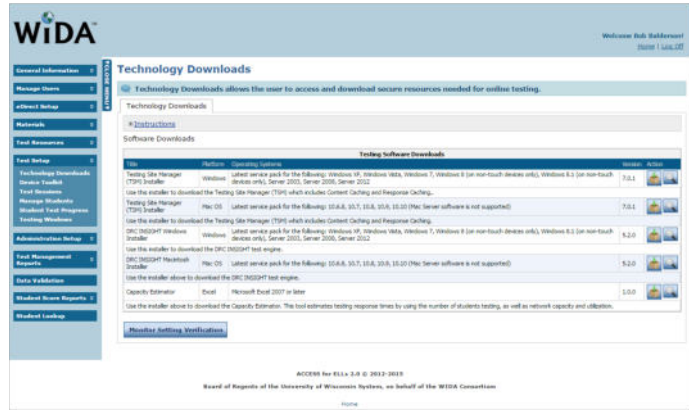 WIDA
Welcome Bob Balderson!
Home | Log Off
General Information
Manage Users
eDirect Setup
Materials
Test Resources
Test Setup
Technology Downloads
Device Toolkit
Test Sessions
Manage Students
Student Test Progress
Testing Windows
Administration Setup
Test Management
Reports
Data Validation
Student Score Reports
Student Lookup
CLOSE MENU
Technology Downloads
Technology Downloads allows the user to access and download secure resources needed for online testing.
Technology Downloads
Instructions
Software Downloads
Testing Software Downloads
Title Platform Operating Systems Version Action
Testing Site Manager
(TSM) Installer
Windows
Latest service pack for the following: Windows XP, Windows Vista, Windows 7, Windows 8 (on non-touch devices only), Windows 8.1 (on non-touch
devices only), Server 2003, Server 2008, Server 2012
7.0.1
Use this installer to download the Testing Site Manager (TSM) which includes Content Caching and Response Caching.
Testing Site Manager
(TSM) Installer
Mac OS
Latest service pack for the following: 10.6.8, 10.7, 10.8, 10.9, 10.10 (Mac Server software is not supported)
7.0.1
Use the installer to download the Testing Site Manager (TSM) which includes Content Caching and Response Caching.
DRC INSIGHT Windows
Installer
Windows
Latest service pack for the following: Windows XP, Windows Vista, Windows 7, Windows 8 (on non-touch devices only), Windows 8.1 (on non-touch
devices only), Server 2003, Server 2008, Server 2012
5.2.0
Use this installer to download the DRC INSIGHT test engine.
DRC INSIGHT Macintosh
Installer
Mac OS
Latest service pack for the following: 10.6.8, 10.7, 10.8, 10.9, 10.10 (Mac Server software is not supported)
5.2.0
Use the installer above to download the DRC INSIGHT test engine.
Capacity Estimator
Excel
Microsoft Excel 2007 or later
1.0.0
Use the installer above to download the Capacity Estimator. This tool estimates testing response times by using the number of students testing, as well as network capacity and utilization.
Monitor Setting Verification
ACCESS for ELLs 2.0 © 2012-2015
Board of Regents of the University of Wisconsin System, on behalf of the WIDA Consortium
Home